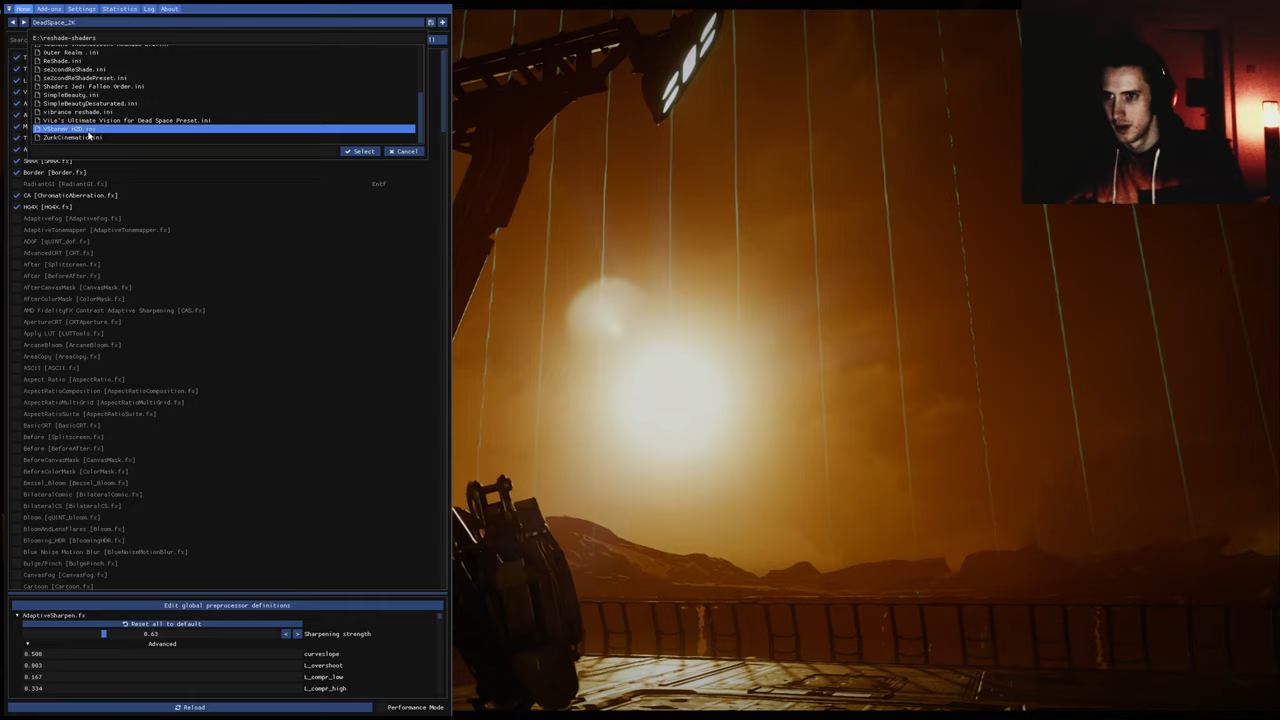 Home Add-ons Settings Statistics Log About
DeadSpace_2K
E:\reshade-shaders
Outer Realm .ini
ReShade.ini
se2condReShade.ini
se2condReShadePreset.ini
Shaders Jedi Fallen Order.ini
SimpleBeauty.ini
SimpleBeautyDesaturated.ini
vibrance reshade.ini
ViLe's Ultimate Vision for Dead Space Preset.ini
VStormV HZD.ini
ZurkCinematic.ini
Select Cancel
SMAA [SMAA.fx]
Border [Border.fx]
RadiantGI [RadiantGI.fx] Entf
CA [ChromaticAberration.fx]
HQ4X [HQ4X.fx]
AdaptiveFog [AdaptiveFog.fx]
AdaptiveTonemapper [AdaptiveTonemapper.fx]
ADOF [qUINT_dof.fx]
AdvancedCRT [CRT.fx]
After [Splitscreen.fx]
After [BeforeAfter.fx]
AfterCanvasMask [CanvasMask.fx]
AfterColorMask [ColorMask.fx]
AMD FidelityFX Contrast Adaptive Sharpening [CAS.fx]
ApertureCRT [CRTAperture.fx]
Apply LUT [LUTTools.fx]
ArcaneBloom [ArcaneBloom.fx]
AreaCopy [AreaCopy.fx]
ASCII [ASCII.fx]
Aspect Ratio [AspectRatio.fx]
AspectRatioComposition [AspectRatioComposition.fx]
AspectRatioMultiGrid [AspectRatioMultiGrid.fx]
AspectRatioSuite [AspectRatioSuite.fx]
BasicCRT [BasicCRT.fx]
Before [Splitscreen.fx]
Before [BeforeAfter.fx]
BeforeCanvasMask [CanvasMask.fx]
BeforeColorMask [ColorMask.fx]
Bessel_Bloom [Bessel_Bloom.fx]
BilateralComic [BilateralComic.fx]
BilateralCS [BilateralCS.fx]
Bloom [qUINT_bloom.fx]
BloomAndLensFlares [Bloom.fx]
Blooming_HDR [BloomingHDR.fx]
Blue Noise Motion Blur [BlueNoiseMotionBlur.fx]
Bulge/Pinch [BulgePinch.fx]
CanvasFog [CanvasFog.fx]
Cartoon [Cartoon.fx]
Edit global preprocessor definitions
AdaptiveSharpen.fx
Reset all to default
0.63 < > Sharpening strength
Advanced
0.500 curveslope
0.003 L_overshoot
0.167 L_compr_low
0.334 L_compr_high
Reload Performance Mode